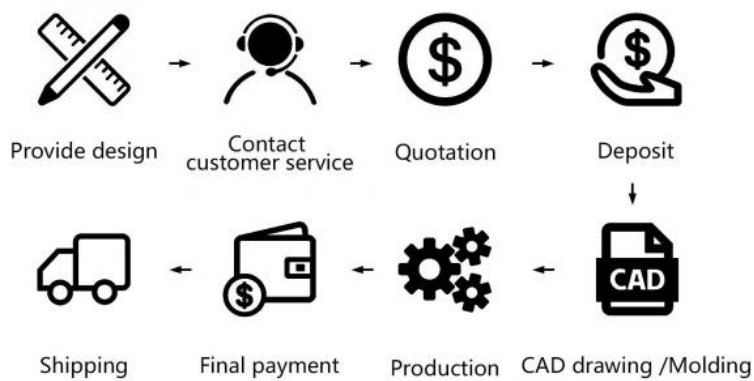 Provide design
Contact
customer service
Quotation
Deposit
CAD
Shipping
Final payment
Production
CAD drawing /Molding